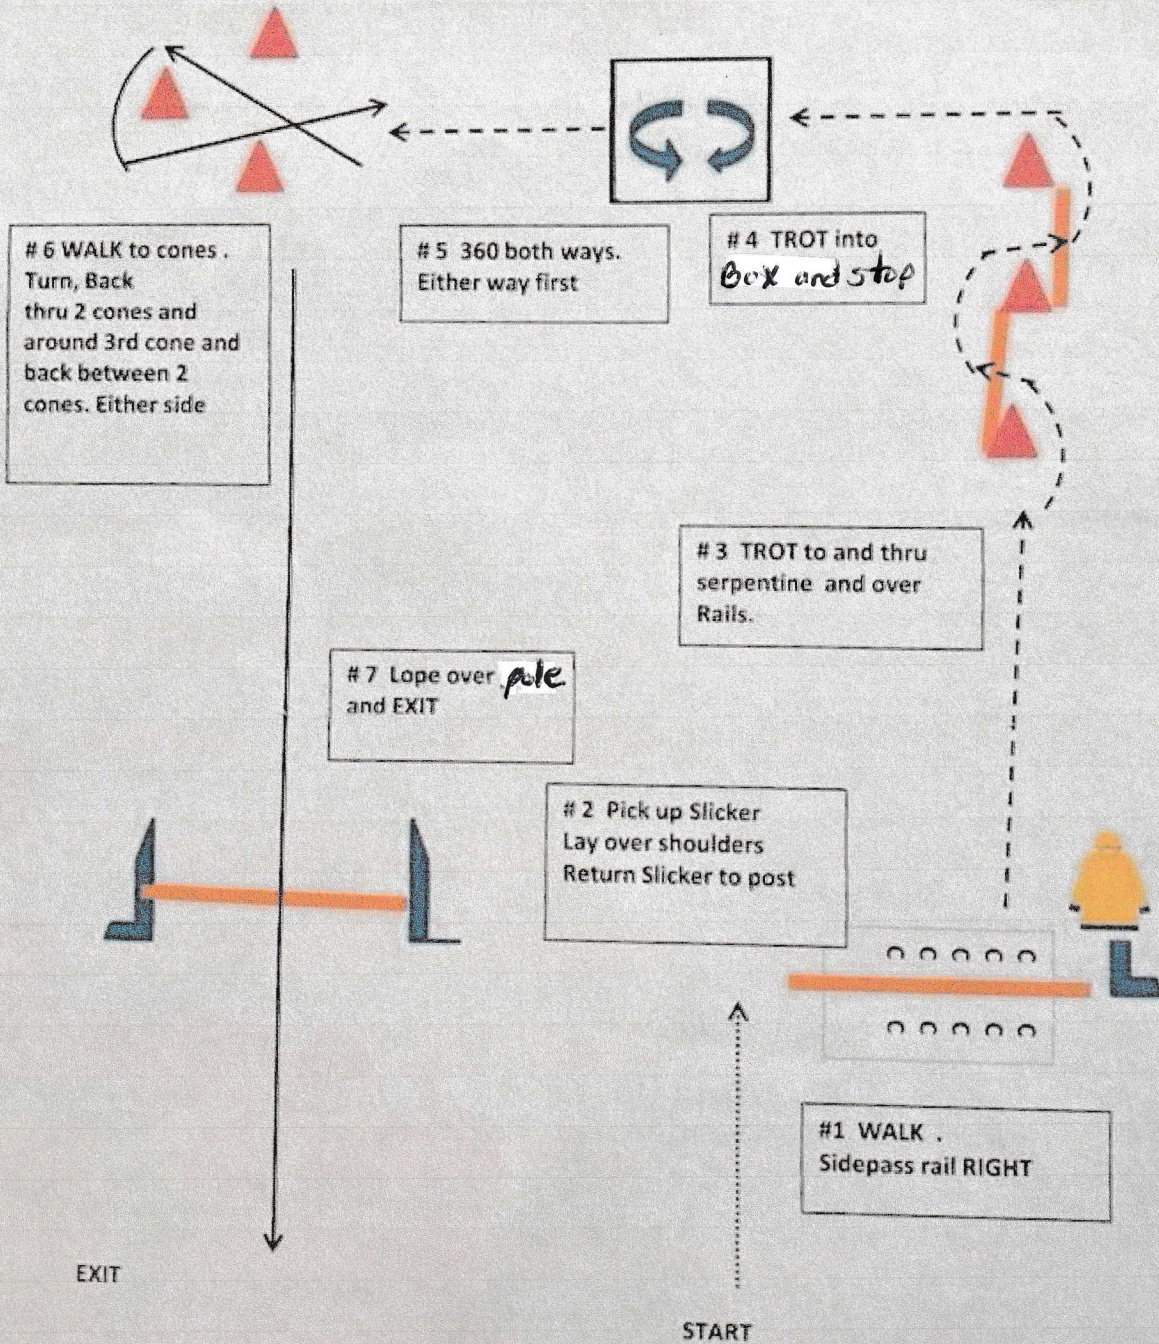 # 6 WALK to cones .
Turn, Back
thru 2 cones and
around 3rd cone and
back between 2
cones. Either side
# 5 360 both ways.
Either way first
# 4 TROT into
Box and stop
# 3 TROT to and thru
serpentine and over
Rails.
# 7 Lope over pole
and EXIT
# 2 Pick up Slicker
Lay over shoulders
Return Slicker to post
#1 WALK .
Sidepass rail RIGHT
EXIT
START